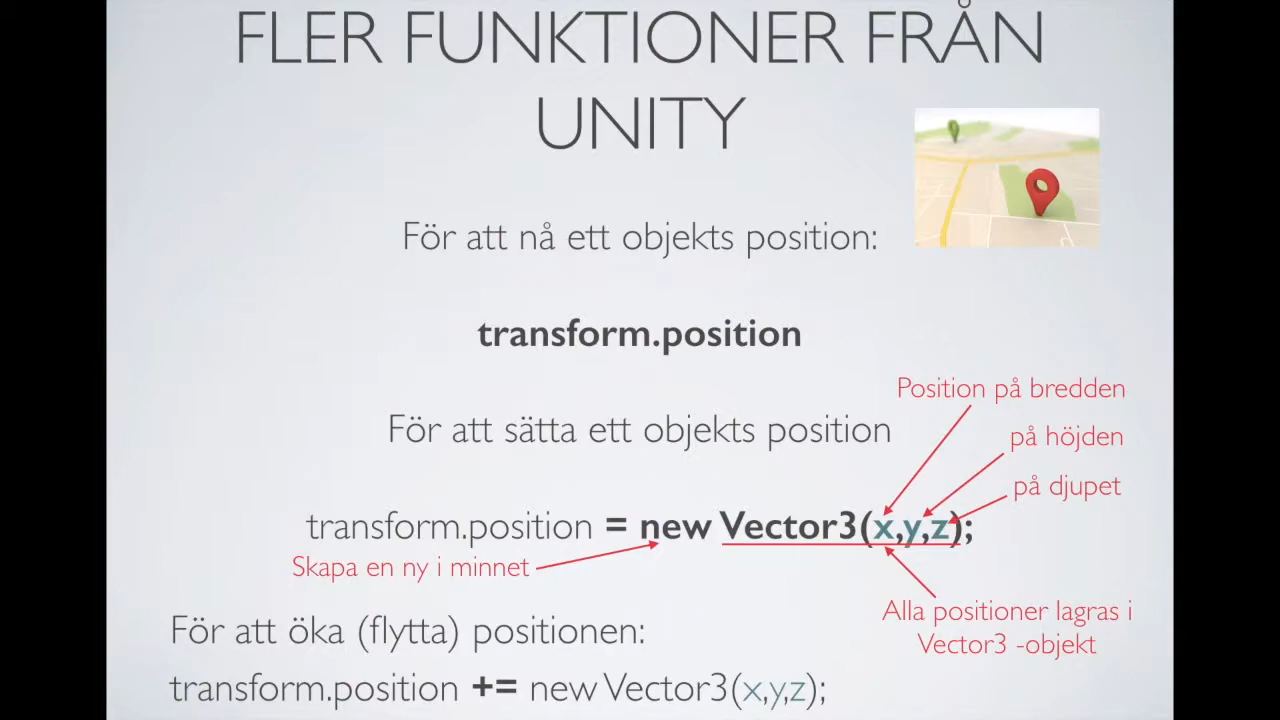 FLER FUNKTIONER FRÅN
UNITY
För att nå ett objekts position:
transform.position
Position på bredden
För att sätta ett objekts position
på höjden
på djupet
transform.position = new Vector3(x,y,z);
Skapa en ny i minnet
Alla positioner lagras i
Vector3 -objekt
För att öka (flytta) positionen:
transform.position += new Vector3(x,y,z);